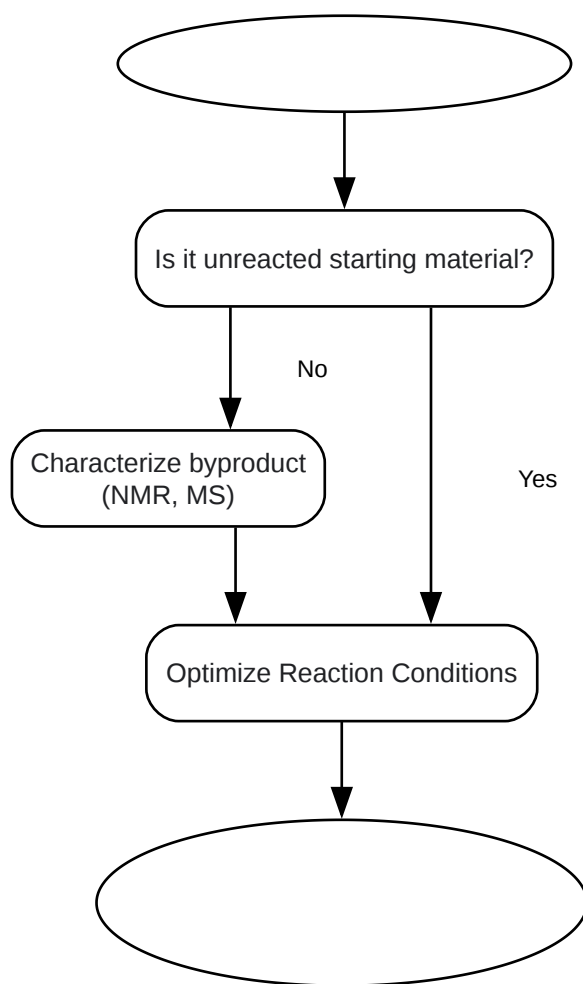 Is it unreacted starting material?
No
Characterize byproduct
(NMR, MS)
Yes
Optimize Reaction Conditions